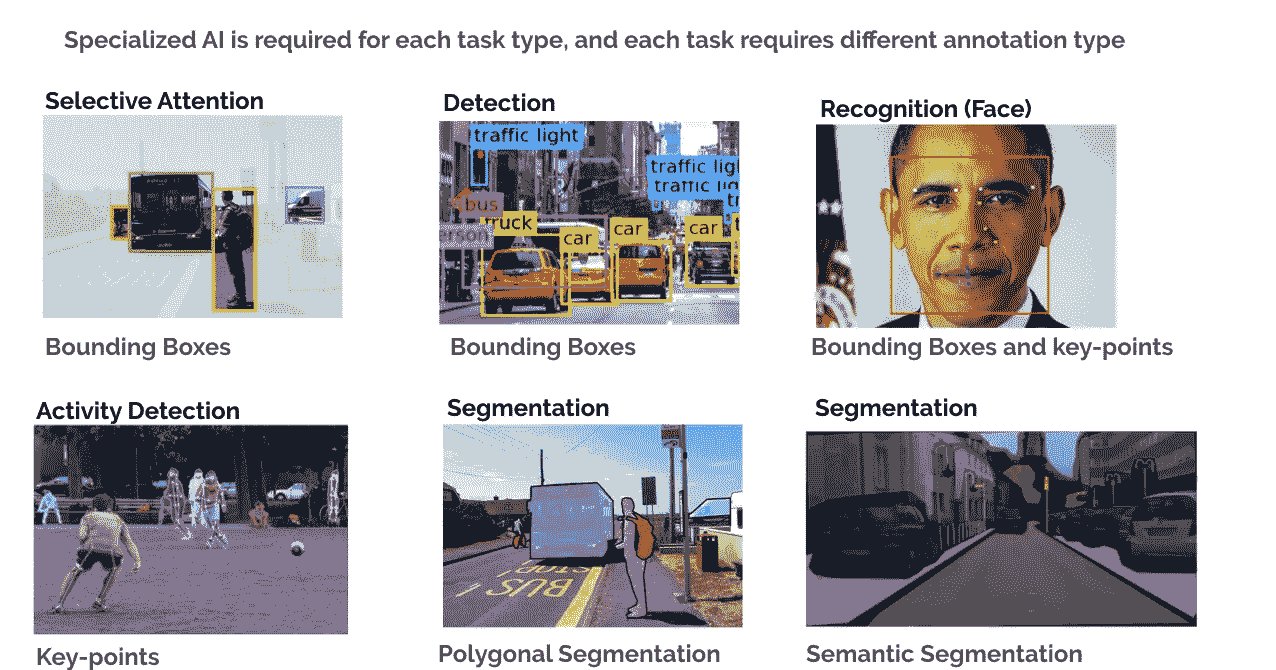 Specialized AI is required for each task type, and each task requires different annotation type
Selective Attention
Detection
Recognition (Face)
traffic light
traffic
traffic
bus
truck
car
car
car
Bounding Boxes
Bounding Boxes
Bounding Boxes and key-points
Activity Detection
Segmentation
Segmentation
BUS
STOP
Key-points
Polygonal Segmentation
Semantic Segmentation